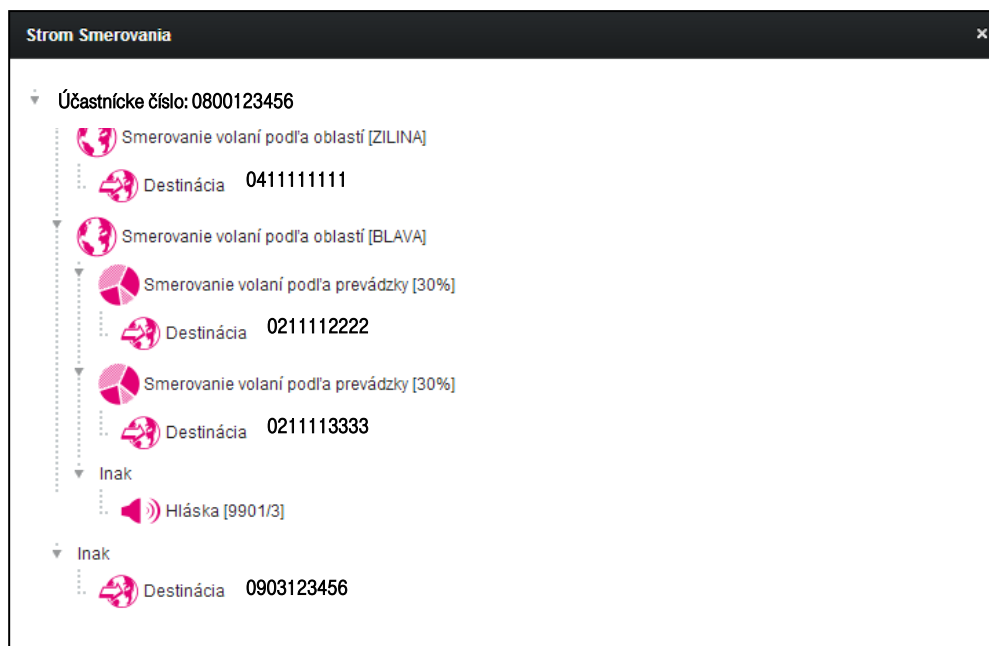 Strom Smerovania ×
Účastnícke číslo: 0800123456
Smerovanie volaní podľa oblastí [ZILINA]
Destinácia 0411111111
Smerovanie volaní podľa oblastí [BLAVA]
Smerovanie volaní podľa prevádzky [30%]
Destinácia 0211112222
Smerovanie volaní podľa prevádzky [30%]
Destinácia 0211113333
Inak
Hláska [9901/3]
Inak
Destinácia 0903123456